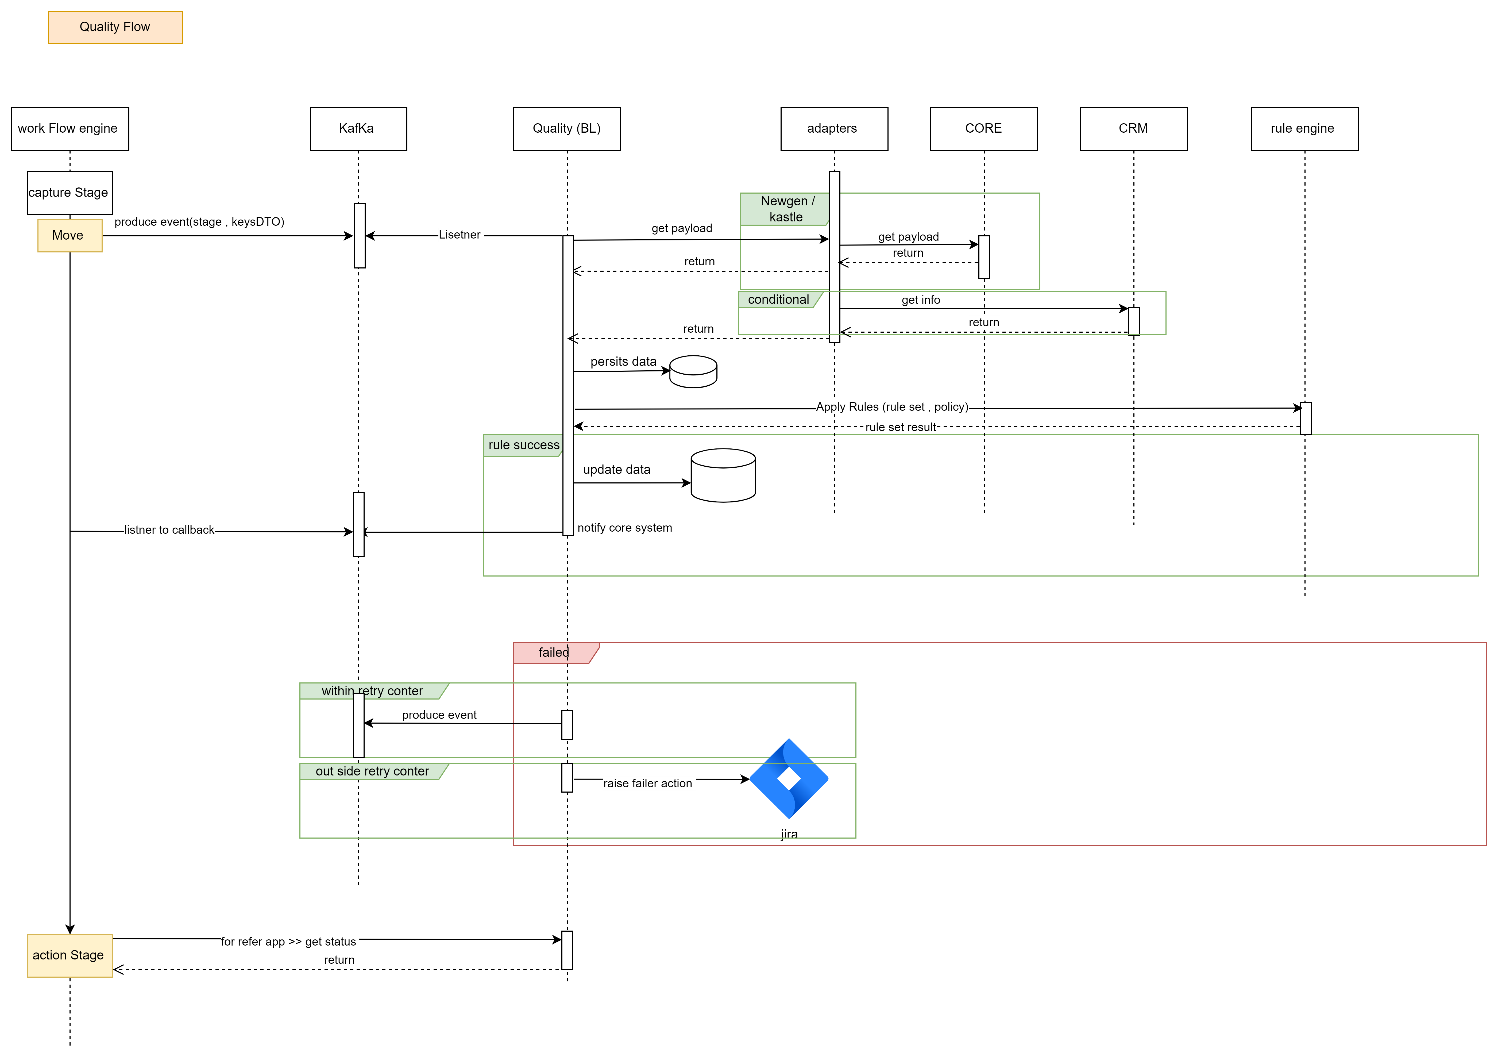 Quality Flow
work Flow engine
KafKa
Quality (BL)
adapters
CORE
CRM
rule engine
capture Stage
Newgen /
kastle
produce event(stage , keysDTO)
Move
Lisetner
get payload
get payload
return
return
conditional
get info
return
return
persits data
Apply Rules (rule set , policy)
rule set result
rule success
update data
listner to callback
notify core system
failed
within retry conter
produce event
out side retry conter
raise failer action
jira
for refer app >> get status
action Stage
return